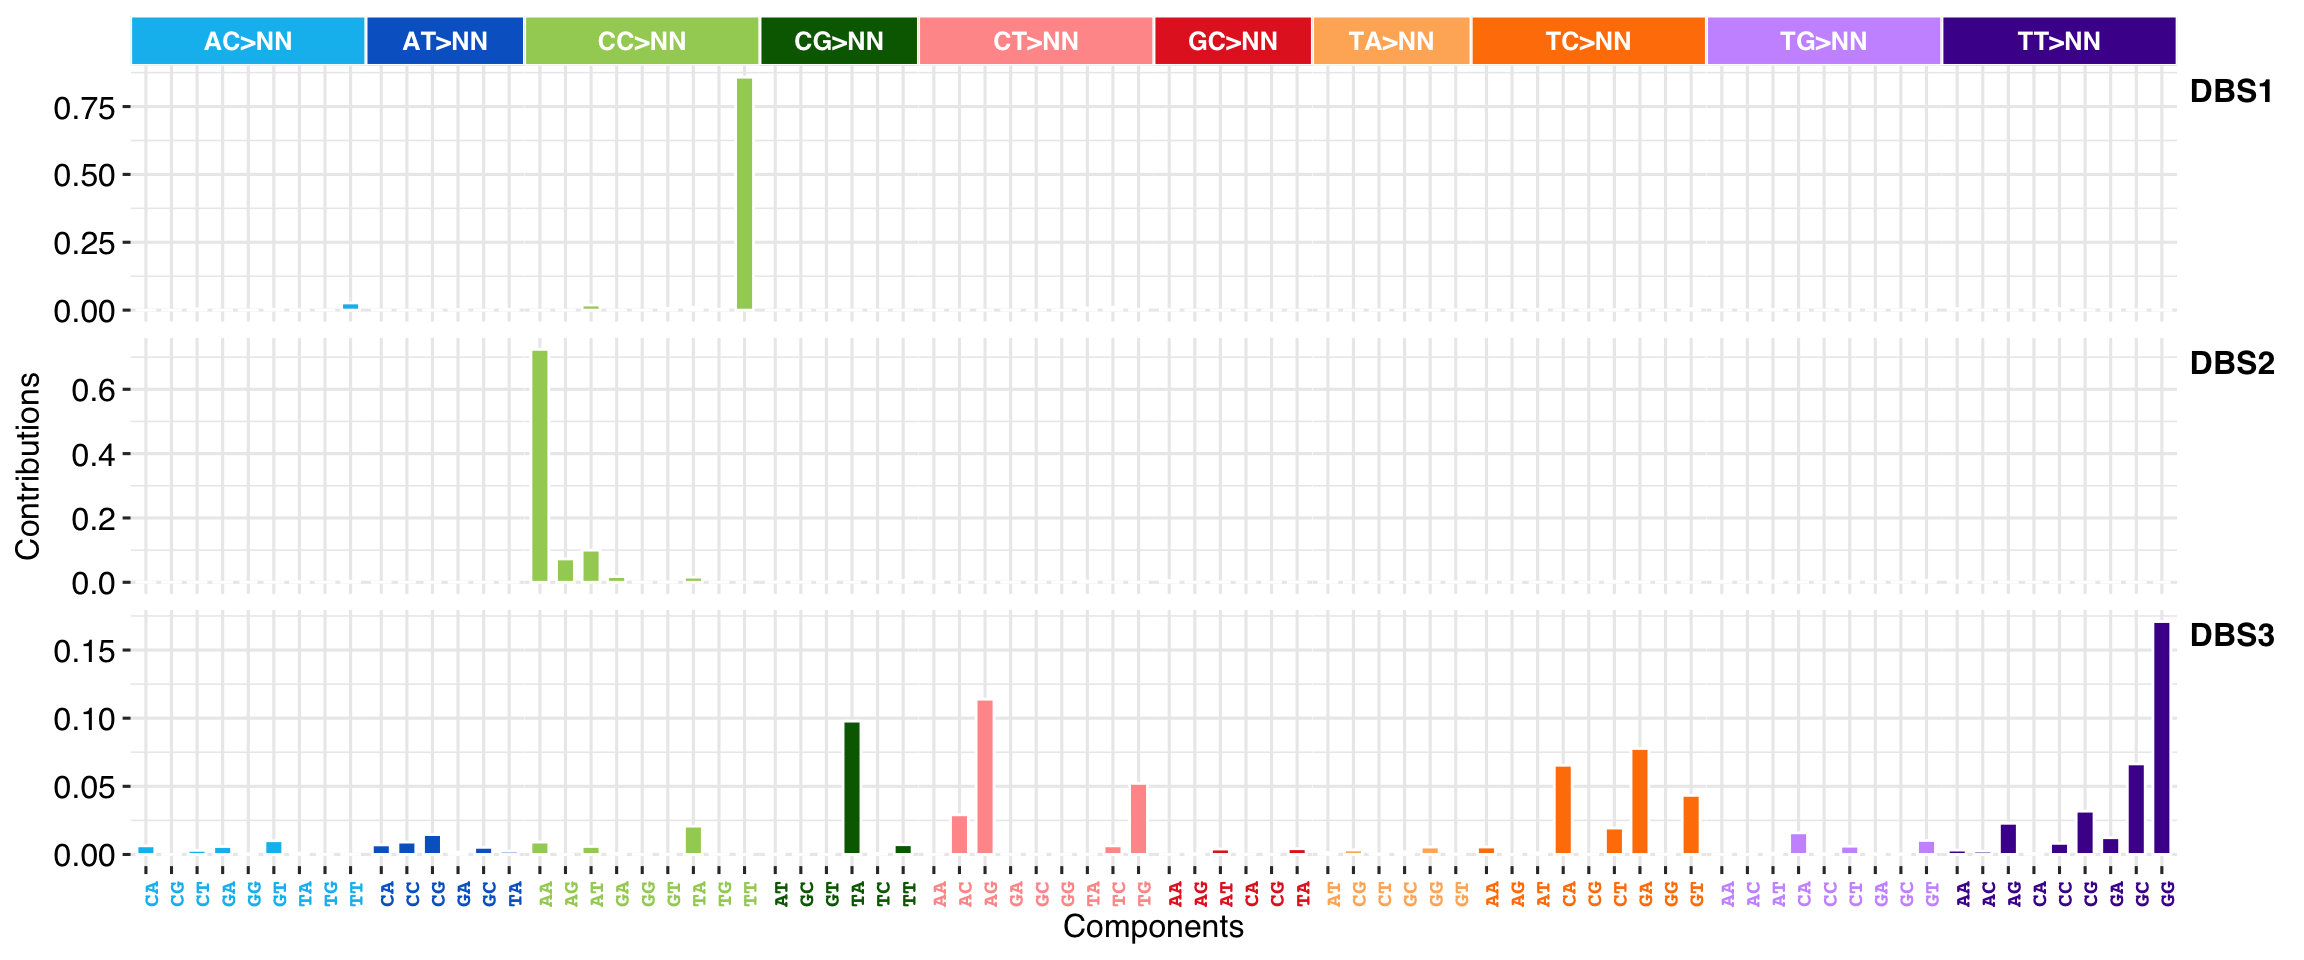 AC>NN AT>NN CC>NN CG>NN CT>NN GC>NN TA>NN TC>NN TG>NN TT>NN
DBS1
0.75
0.50
0.25
0.00
DBS2
0.6
0.4
0.2
0.0
DBS3
0.15
0.10
0.05
0.00
Contributions
CA CG CT GA GG GT TA TG TT CA CC CG GA GC TA AA AG AT GA GG GT TA TG TT AT GC GT TA TC TT AA AC AG GA GC GG TA TC TG AA AG AT CA CG TA AT CG CT GC GG GT AA AG AT CA CG CT GA GG GT AA AC AT CA CC CT GA GC GT AA AC AG CA CC CG GA GC GG
Components